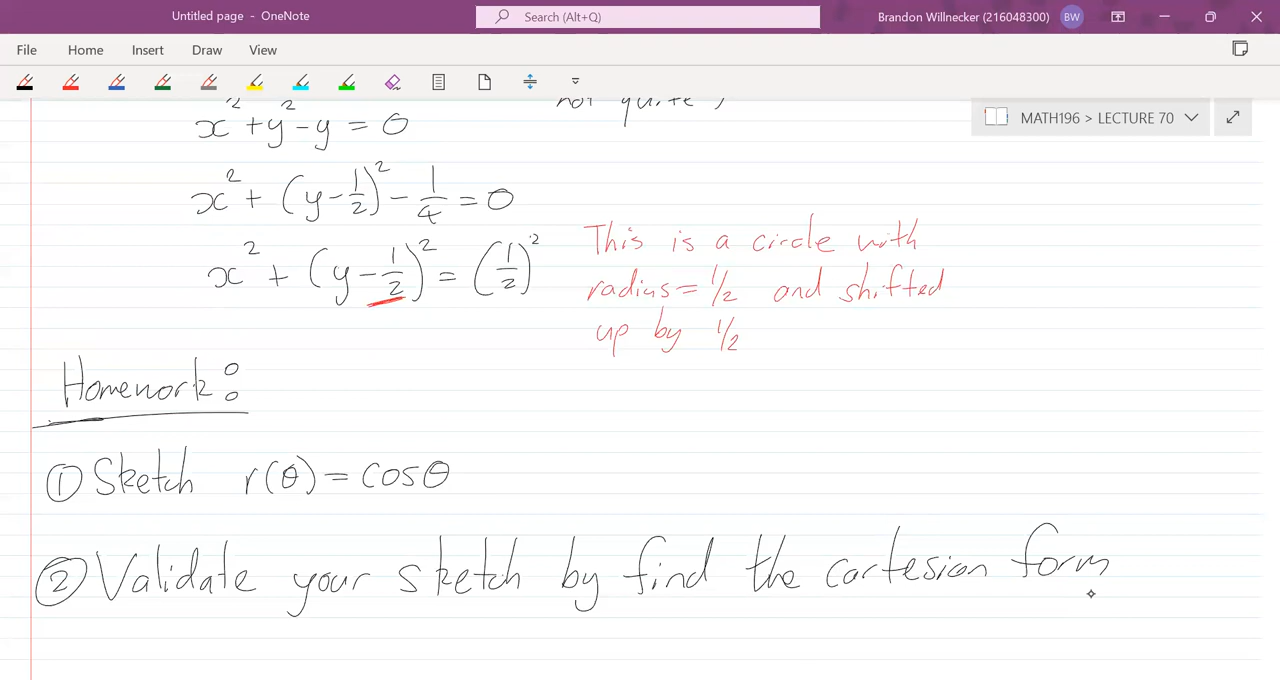 Untitled page - OneNote
Search (Alt+Q)
Brandon Willnecker (216048300)
BW
File Home Insert Draw View
not quite
MATH196 > LECTURE 70
x² + y² - y = 0
x² + (y - 1/2)² - 1/4 = 0
x² + (y - 1/2)² = (1/2)²
This is a circle with
radius = 1/2 and shifted
up by 1/2
Homework:
① Sketch r(θ) = cosθ
② Validate your sketch by find the cartesion form